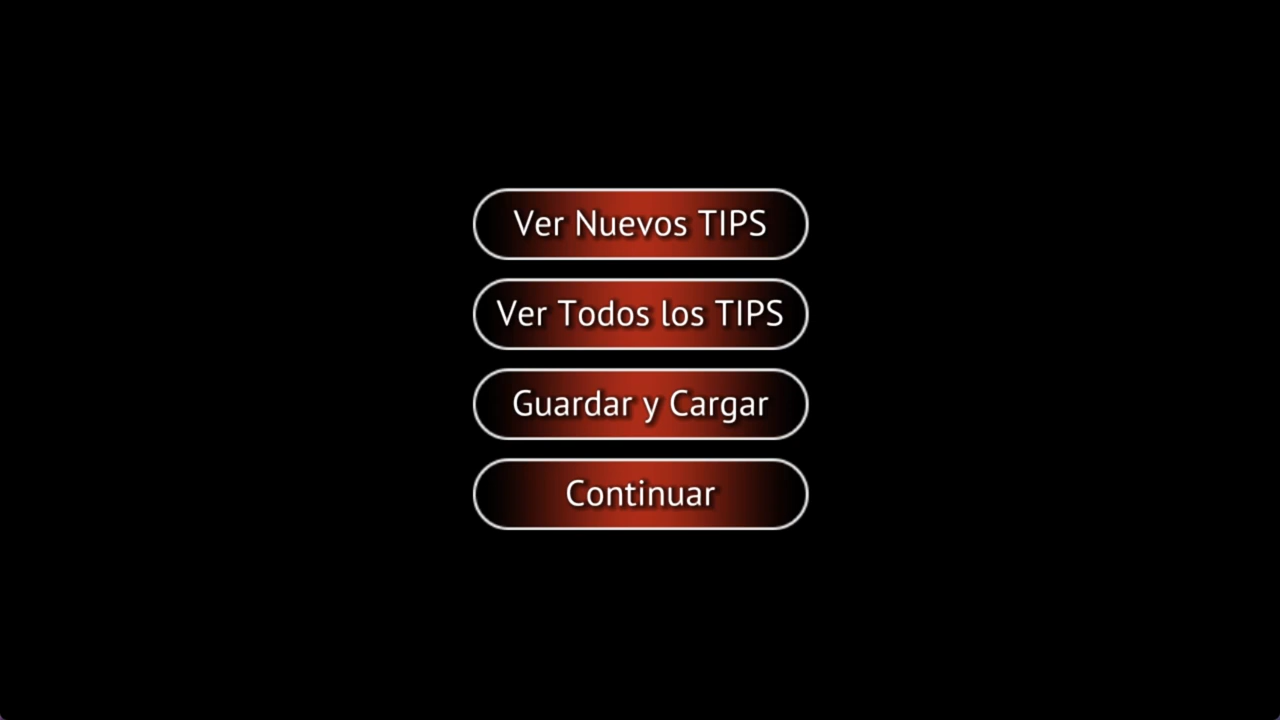 Ver Nuevos TIPS
Ver Todos los TIPS
Guardar y Cargar
Continuar